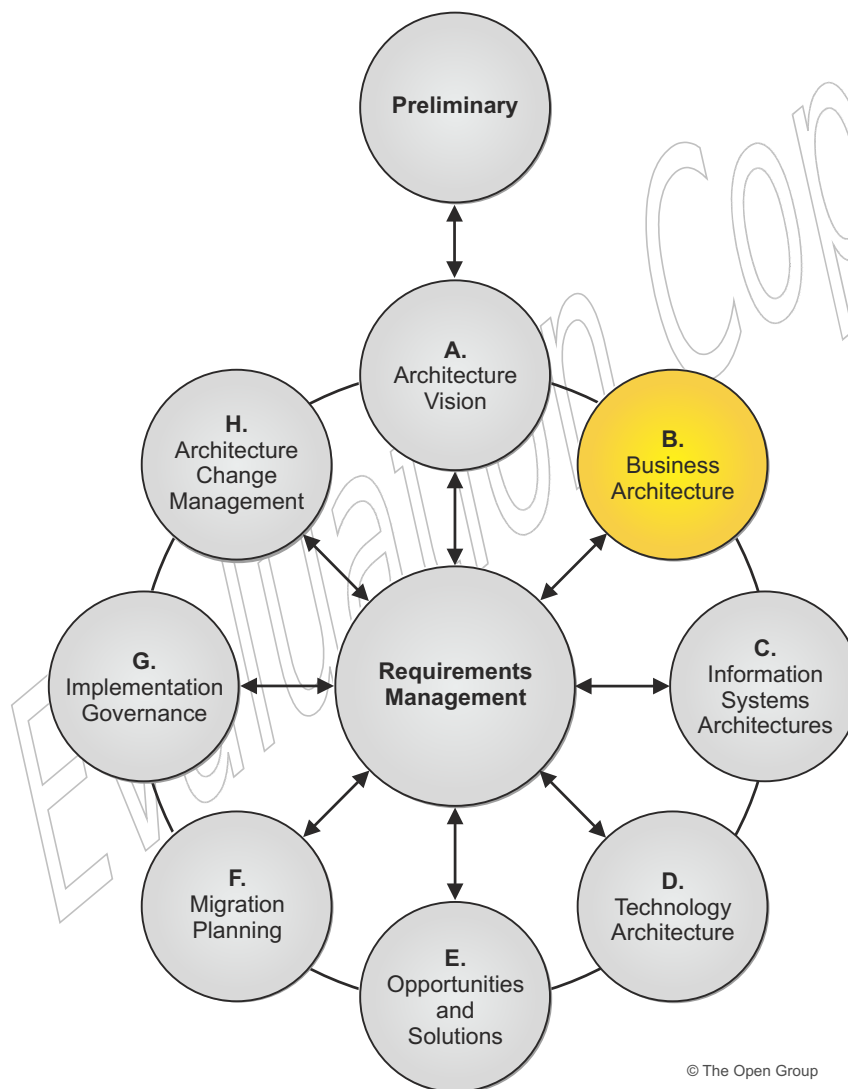 Preliminary
A.
Architecture
Vision
B.
Business
Architecture
C.
Information
Systems
Architectures
D.
Technology
Architecture
E.
Opportunities
and
Solutions
F.
Migration
Planning
G.
Implementation
Governance
H.
Architecture
Change
Management
Requirements
Management
Evaluation Cop
© The Open Group